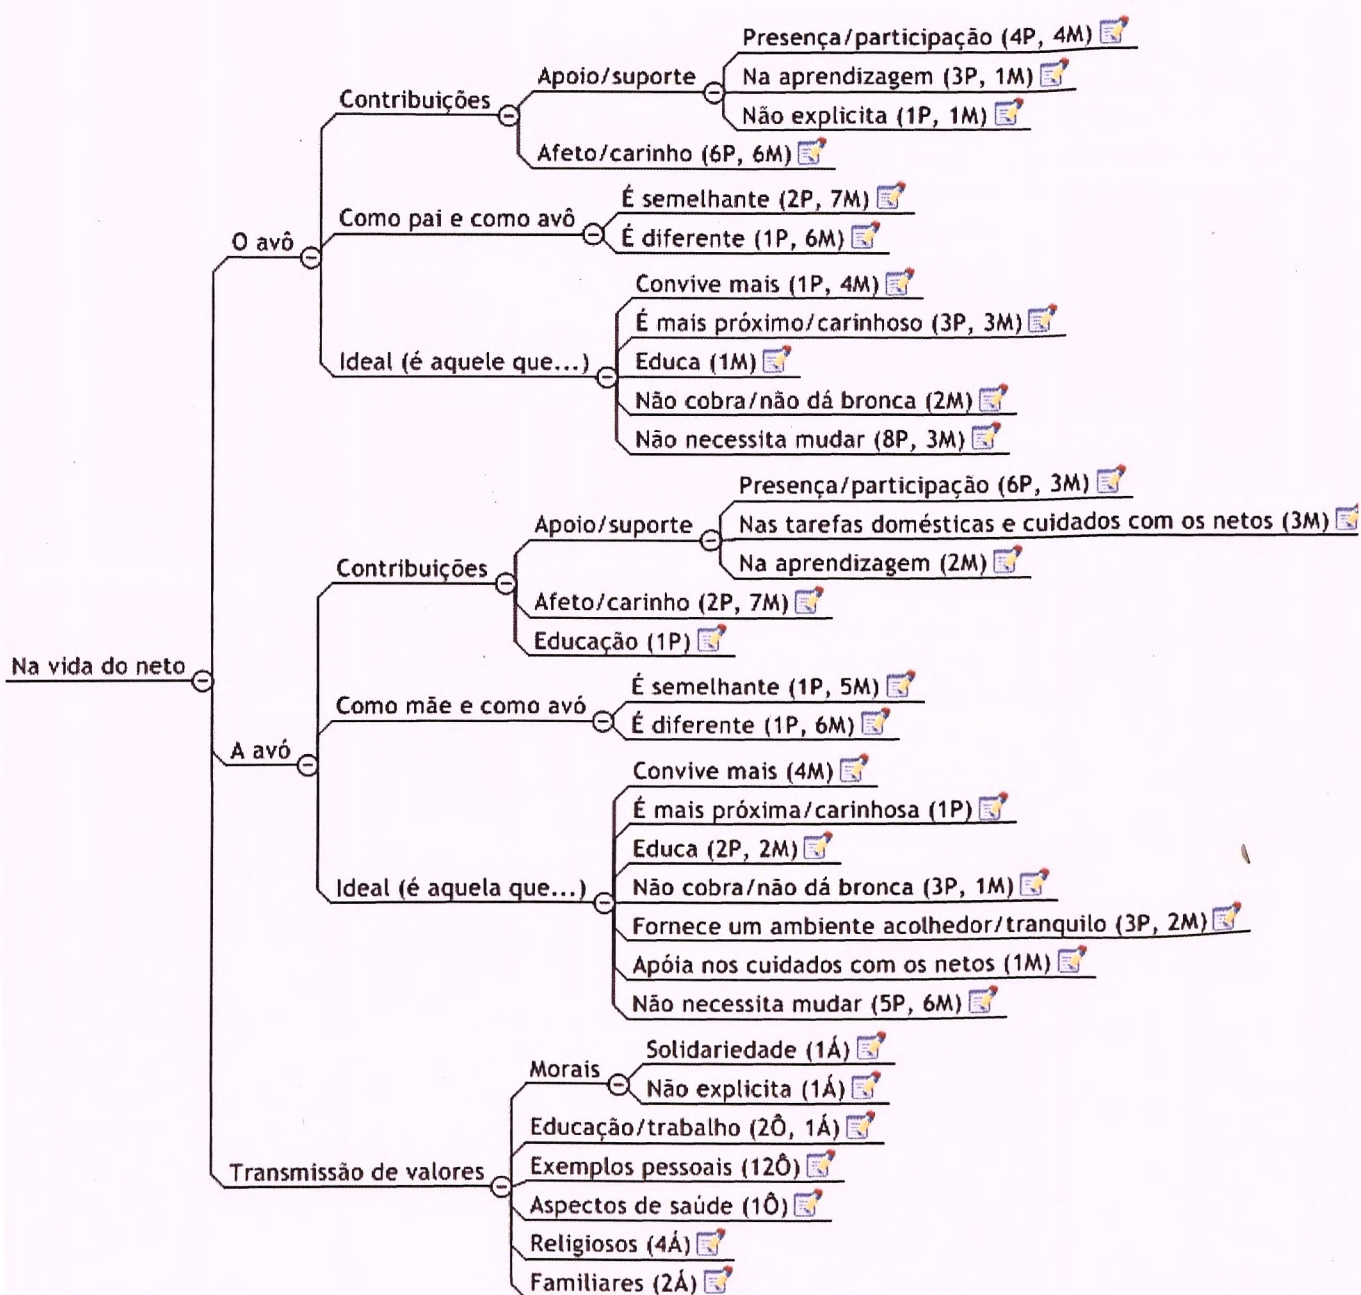 Na vida do neto
O avô
Contribuições
Apoio/suporte
Presença/participação (4P, 4M)
Na aprendizagem (3P, 1M)
Não explicita (1P, 1M)
Afeto/carinho (6P, 6M)
Como pai e como avô
É semelhante (2P, 7M)
É diferente (1P, 6M)
Ideal (é aquele que...)
Convive mais (1P, 4M)
É mais próximo/carinhoso (3P, 3M)
Educa (1M)
Não cobra/não dá bronca (2M)
Não necessita mudar (8P, 3M)
A avó
Contribuições
Apoio/suporte
Presença/participação (6P, 3M)
Nas tarefas domésticas e cuidados com os netos (3M)
Na aprendizagem (2M)
Afeto/carinho (2P, 7M)
Educação (1P)
Como mãe e como avó
É semelhante (1P, 5M)
É diferente (1P, 6M)
Ideal (é aquela que...)
Convive mais (4M)
É mais próxima/carinhosa (1P)
Educa (2P, 2M)
Não cobra/não dá bronca (3P, 1M)
Fornece um ambiente acolhedor/tranquilo (3P, 2M)
Apóia nos cuidados com os netos (1M)
Não necessita mudar (5P, 6M)
Transmissão de valores
Morais
Solidariedade (1Á)
Não explicita (1Á)
Educação/trabalho (2Ô, 1Á)
Exemplos pessoais (12Ô)
Aspectos de saúde (1Ô)
Religiosos (4Á)
Familiares (2Á)